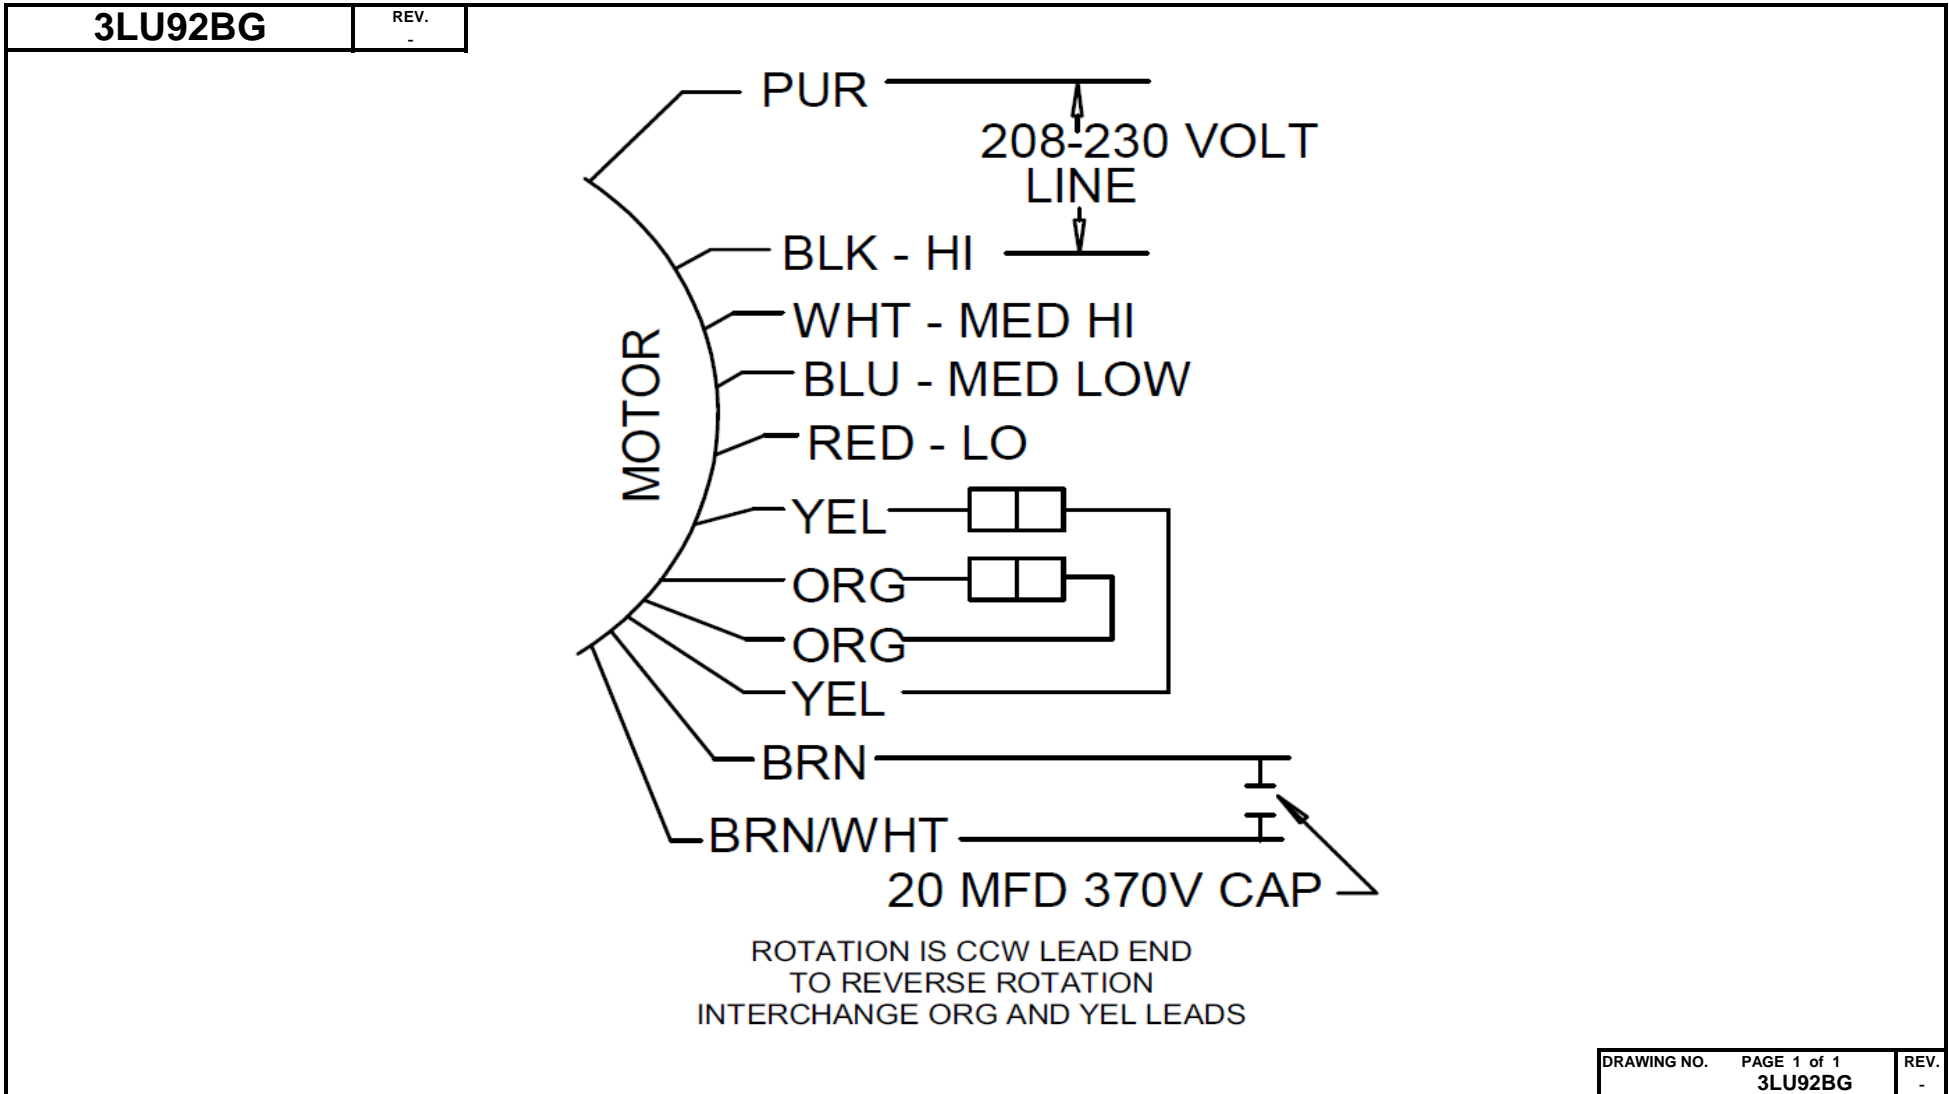 3LU92BG
REV.
-
PUR
208-230 VOLT
LINE
BLK - HI
WHT - MED HI
BLU - MED LOW
RED - LO
MOTOR
YEL
ORG
ORG
YEL
BRN
BRN/WHT
20 MFD 370V CAP
ROTATION IS CCW LEAD END
TO REVERSE ROTATION
INTERCHANGE ORG AND YEL LEADS
DRAWING NO. PAGE 1 of 1
3LU92BG
REV.
-